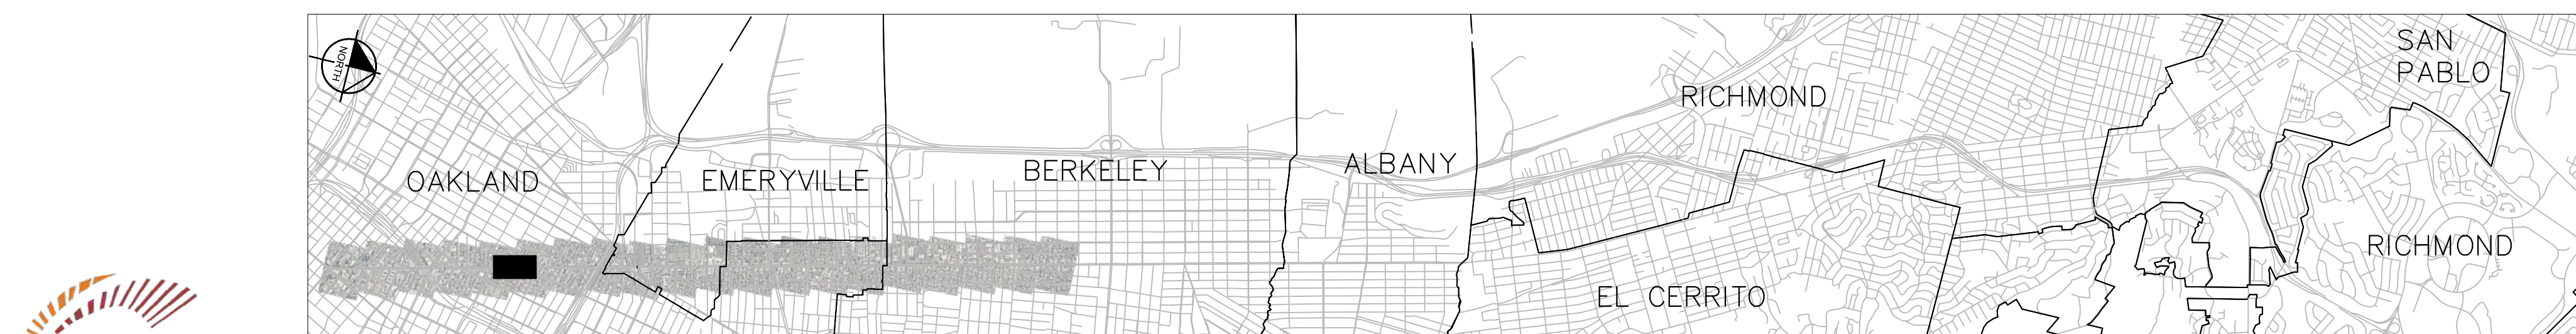 NORTH
OAKLAND
EMERYVILLE
BERKELEY
ALBANY
RICHMOND
SAN
PABLO
EL CERRITO
RICHMOND